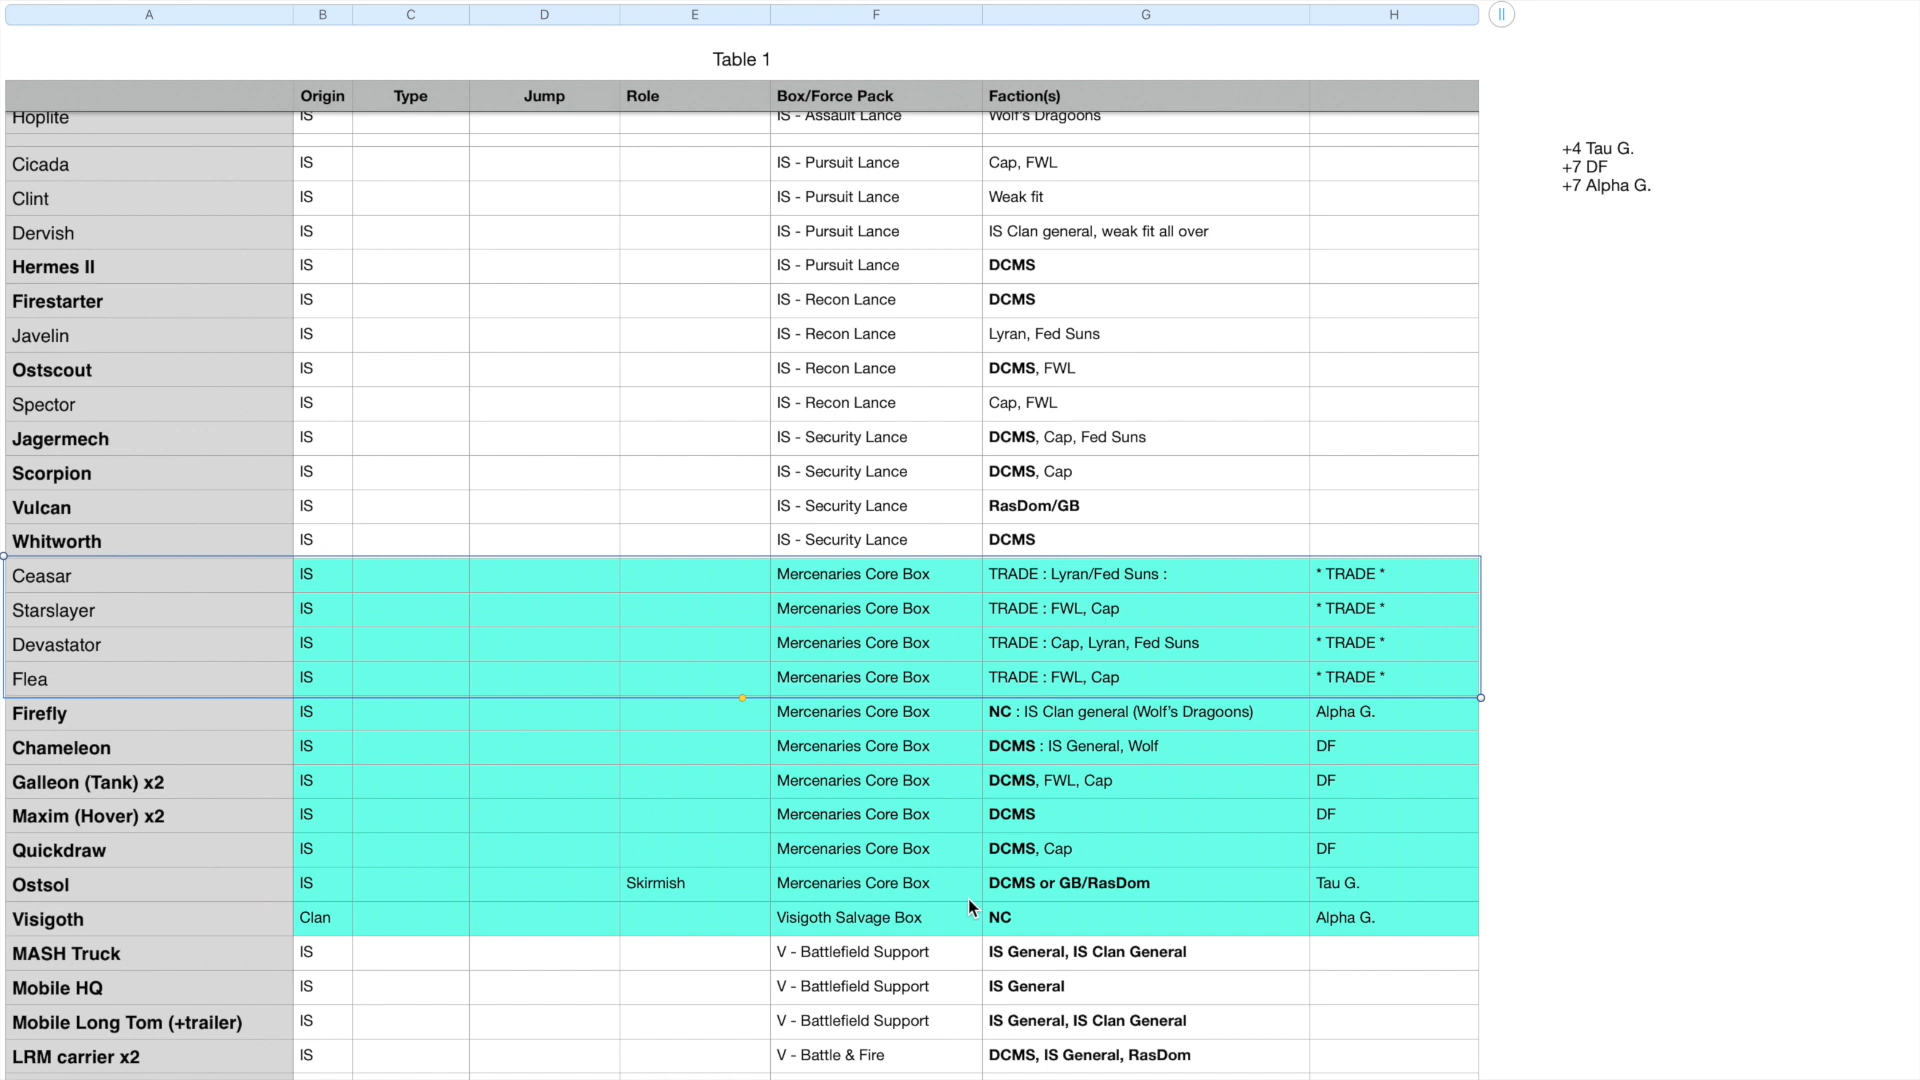 A B C D E F G H
Table 1
Origin Type Jump Role Box/Force Pack Faction(s)
Hoplite IS IS - Assault Lance Wolf's Dragoons
Cicada IS IS - Pursuit Lance Cap, FWL
Clint IS IS - Pursuit Lance Weak fit
Dervish IS IS - Pursuit Lance IS Clan general, weak fit all over
Hermes II IS IS - Pursuit Lance DCMS
Firestarter IS IS - Recon Lance DCMS
Javelin IS IS - Recon Lance Lyran, Fed Suns
Ostscout IS IS - Recon Lance DCMS, FWL
Spector IS IS - Recon Lance Cap, FWL
Jagermech IS IS - Security Lance DCMS, Cap, Fed Suns
Scorpion IS IS - Security Lance DCMS, Cap
Vulcan IS IS - Security Lance RasDom/GB
Whitworth IS IS - Security Lance DCMS
Ceasar IS Mercenaries Core Box TRADE : Lyran/Fed Suns : * TRADE *
Starslayer IS Mercenaries Core Box TRADE : FWL, Cap * TRADE *
Devastator IS Mercenaries Core Box TRADE : Cap, Lyran, Fed Suns * TRADE *
Flea IS Mercenaries Core Box TRADE : FWL, Cap * TRADE *
Firefly IS Mercenaries Core Box NC : IS Clan general (Wolf's Dragoons) Alpha G.
Chameleon IS Mercenaries Core Box DCMS : IS General, Wolf DF
Galleon (Tank) x2 IS Mercenaries Core Box DCMS, FWL, Cap DF
Maxim (Hover) x2 IS Mercenaries Core Box DCMS DF
Quickdraw IS Mercenaries Core Box DCMS, Cap DF
Ostsol IS Skirmish Mercenaries Core Box DCMS or GB/RasDom Tau G.
Visigoth Clan Visigoth Salvage Box NC Alpha G.
MASH Truck IS V - Battlefield Support IS General, IS Clan General
Mobile HQ IS V - Battlefield Support IS General
Mobile Long Tom (+trailer) IS V - Battlefield Support IS General, IS Clan General
LRM carrier x2 IS V - Battle & Fire DCMS, IS General, RasDom
+4 Tau G.
+7 DF
+7 Alpha G.